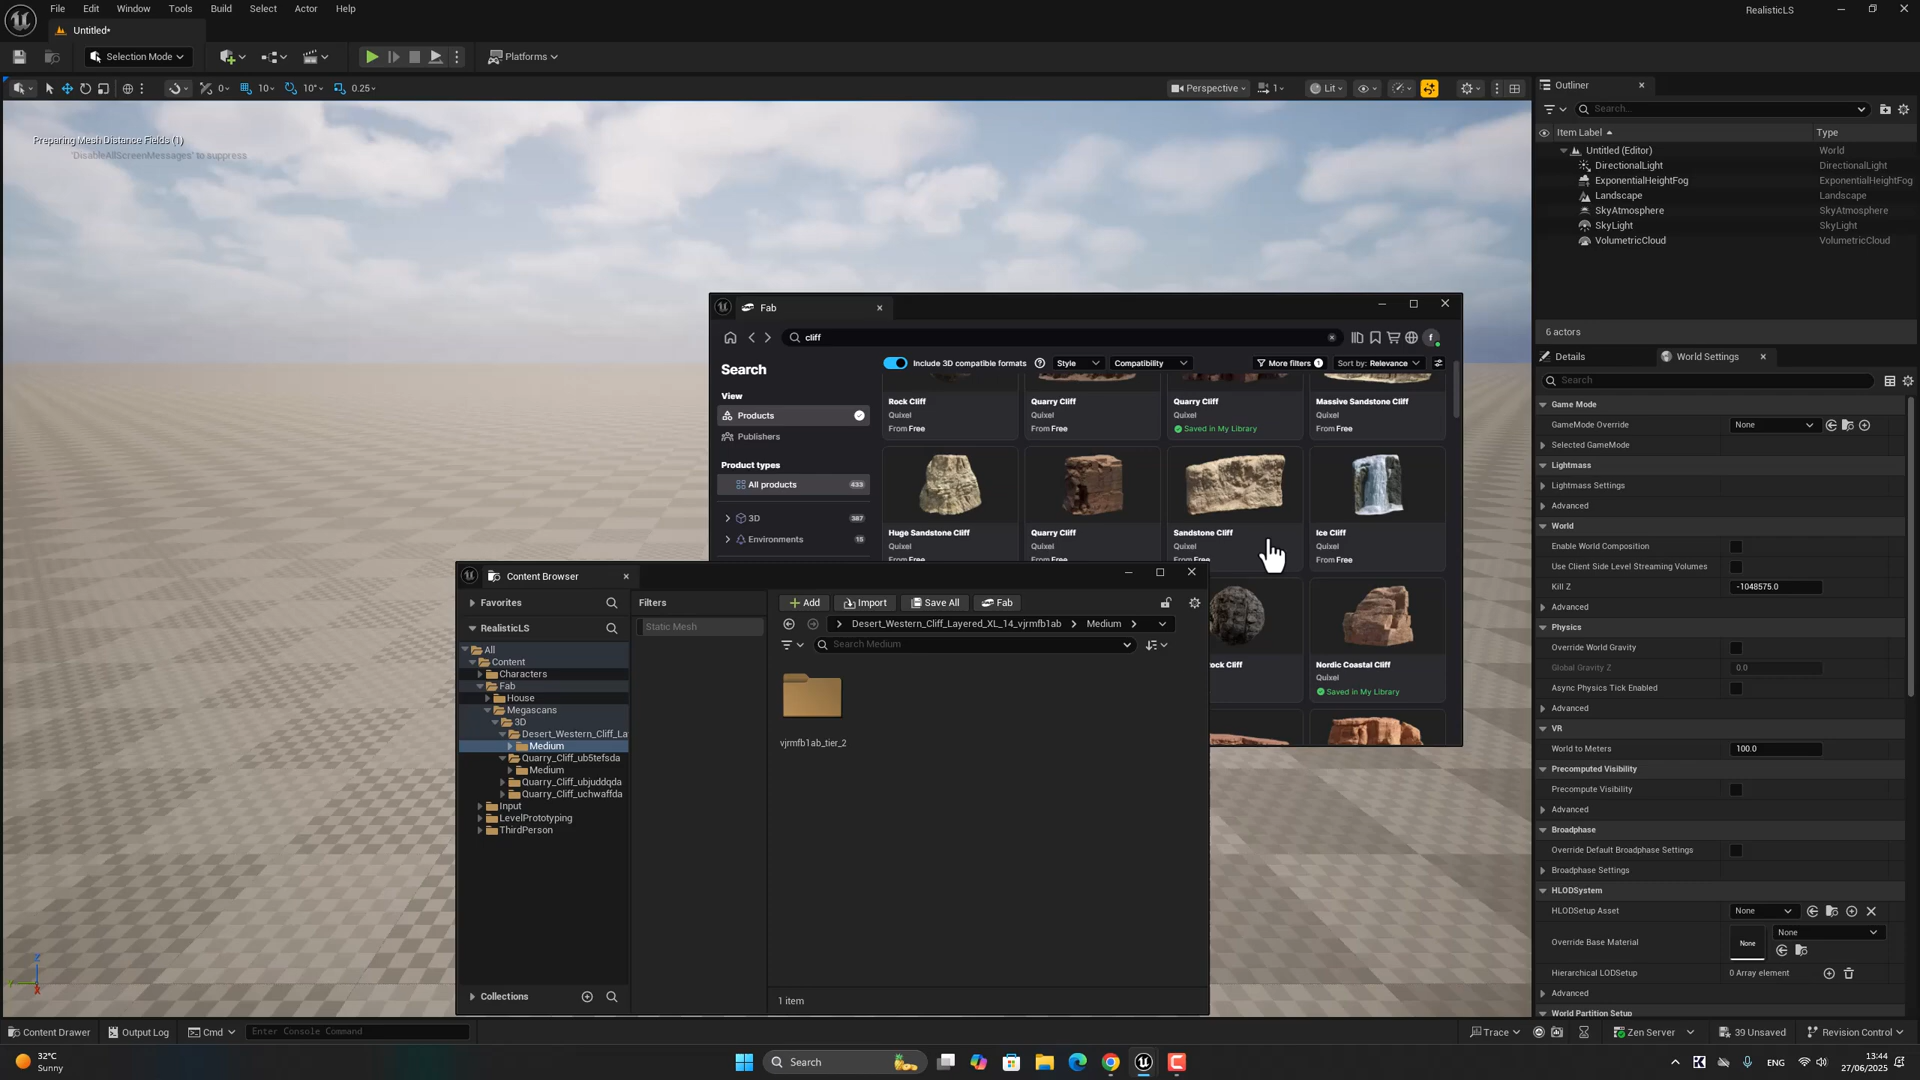 File Edit Window Tools Build Select Actor Help
RealisticLS
Untitled*
Selection Mode
Platforms
0 10 10° 0.25
Perspective 1 Lit
Preparing Mesh Distance Fields (1)
'DisableAllScreenMessages' to suppress
Outliner
Search...
Item Label Type
Untitled (Editor) World
DirectionalLight DirectionalLight
ExponentialHeightFog ExponentialHeightFog
Landscape Landscape
SkyAtmosphere SkyAtmosphere
SkyLight SkyLight
VolumetricCloud VolumetricCloud
6 actors
Details World Settings
Search
Game Mode
GameMode Override None
Selected GameMode
Lightmass
Lightmass Settings
Advanced
World
Enable World Composition
Use Client Side Level Streaming Volumes
Kill Z -1048575.0
Advanced
Physics
Override World Gravity
Global Gravity Z 0.0
Async Physics Tick Enabled
Advanced
VR
World to Meters 100.0
Precomputed Visibility
Precompute Visibility
Advanced
Broadphase
Override Default Broadphase Settings
Broadphase Settings
HLODSystem
HLODSetup Asset None
Override Base Material None None
Hierarchical LODSetup 0 Array element
Advanced
World Partition Setup
Fab
cliff
f
Search
Include 3D compatible formats Style Compatibility More filters 1 Sort by: Relevance
View
Products
Publishers
Product types
All products 433
3D 387
Environments 15
Rock Cliff Quarry Cliff Quarry Cliff Massive Sandstone Cliff
Quixel Quixel Quixel Quixel
From Free From Free Saved in My Library From Free
Huge Sandstone Cliff Quarry Cliff Sandstone Cliff Ice Cliff
Quixel Quixel Quixel Quixel
From Free From Free From Free From Free
ock Cliff Nordic Coastal Cliff
Quixel
Saved in My Library
Content Browser
Favorites
RealisticLS
All
Content
Characters
Fab
House
Megascans
3D
Desert_Western_Cliff_La
Medium
Quarry_Cliff_ub5tefsda
Medium
Quarry_Cliff_ubjuddqda
Quarry_Cliff_uchwaffda
Input
LevelPrototyping
ThirdPerson
Collections
Filters
Static Mesh
Add Import Save All Fab
Desert_Western_Cliff_Layered_XL_14_vjrmfb1ab Medium
Search Medium
vjrmfb1ab_tier_2
1 item
Content Drawer Output Log Cmd Enter Console Command
Trace Zen Server 39 Unsaved Revision Control
32°C
Sunny
Search
ENG
13:44
27/06/2025